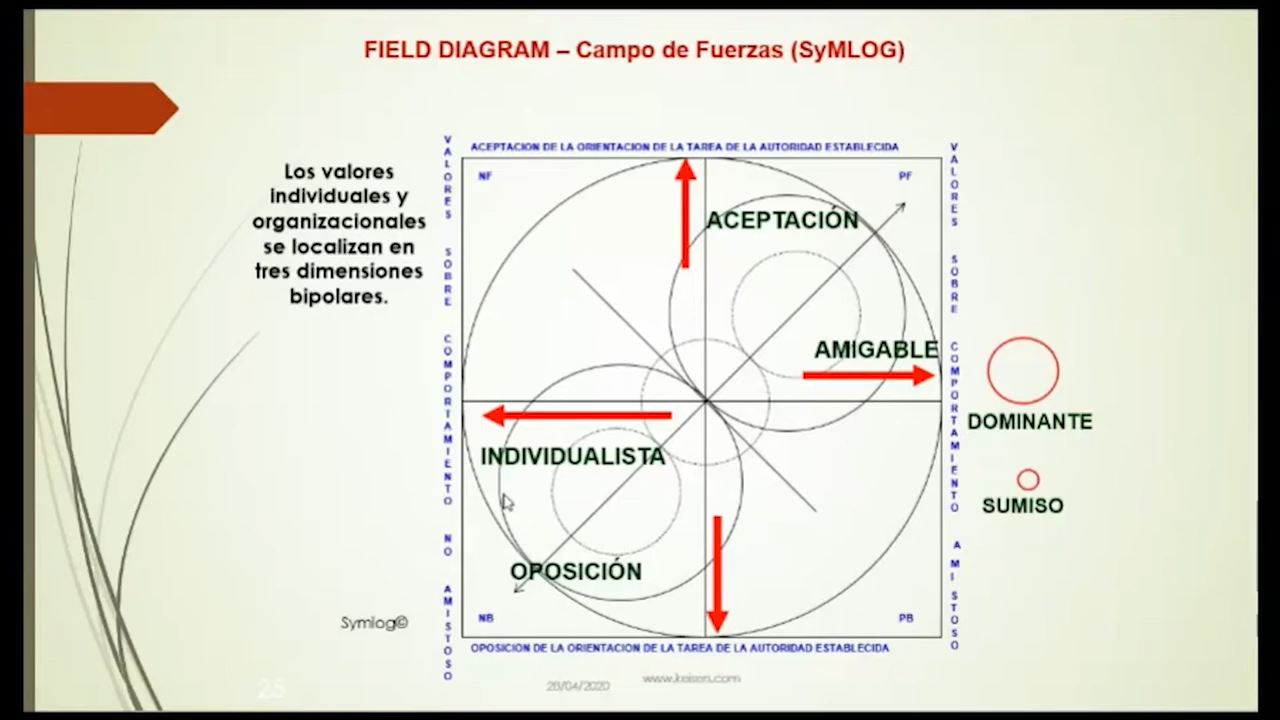 FIELD DIAGRAM – Campo de Fuerzas (SyMLOG)
Los valores
individuales y
organizacionales
se localizan en
tres dimensiones
bipolares.
VALORES SOBRE COMPORTAMIENTO NO AMISTOSO
ACEPTACION DE LA ORIENTACION DE LA TAREA DE LA AUTORIDAD ESTABLECIDA
VALORES SOBRE COMPORTAMIENTO AMISTOSO
NF
PF
ACEPTACIÓN
AMIGABLE
INDIVIDUALISTA
OPOSICIÓN
NB
PB
OPOSICION DE LA ORIENTACION DE LA TAREA DE LA AUTORIDAD ESTABLECIDA
DOMINANTE
SUMISO
Symlog©
25
28/04/2020
www.keisen.com